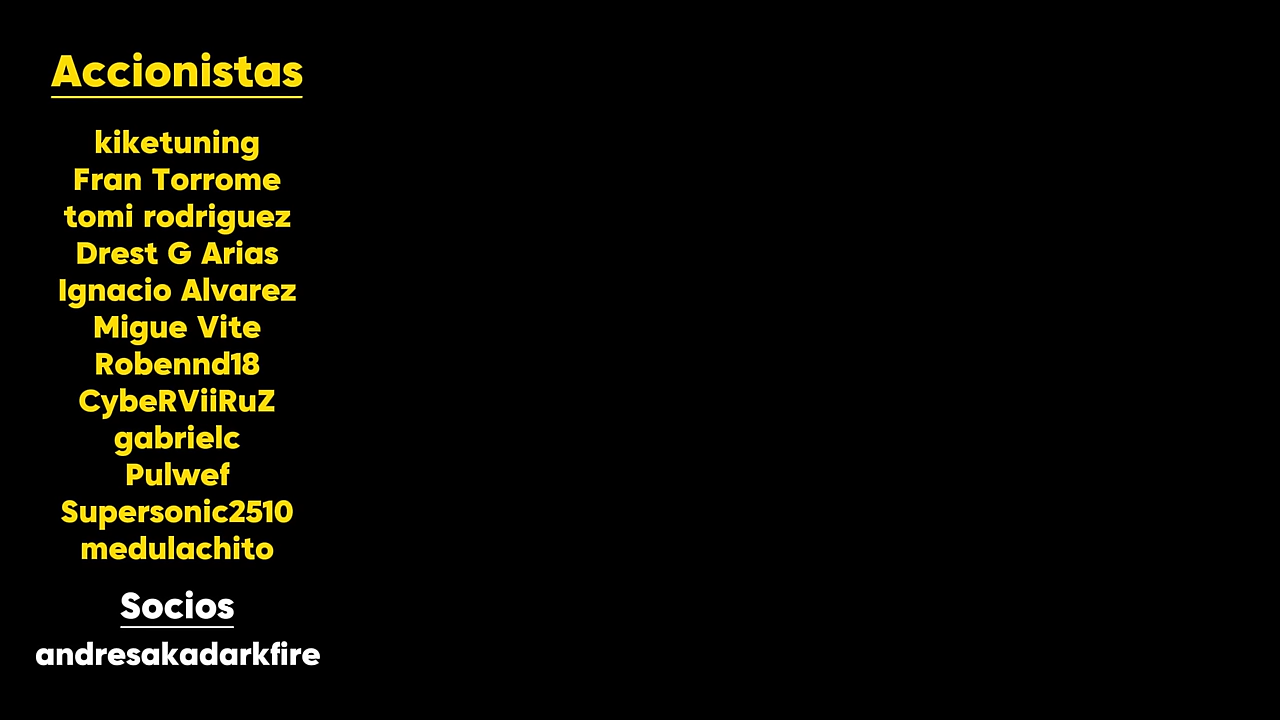 Accionistas
kiketuning
Fran Torrome
tomi rodriguez
Drest G Arias
Ignacio Alvarez
Migue Vite
Robennd18
CybeRViiRuZ
gabrielc
Pulwef
Supersonic2510
medulachito
Socios
andresakadarkfire